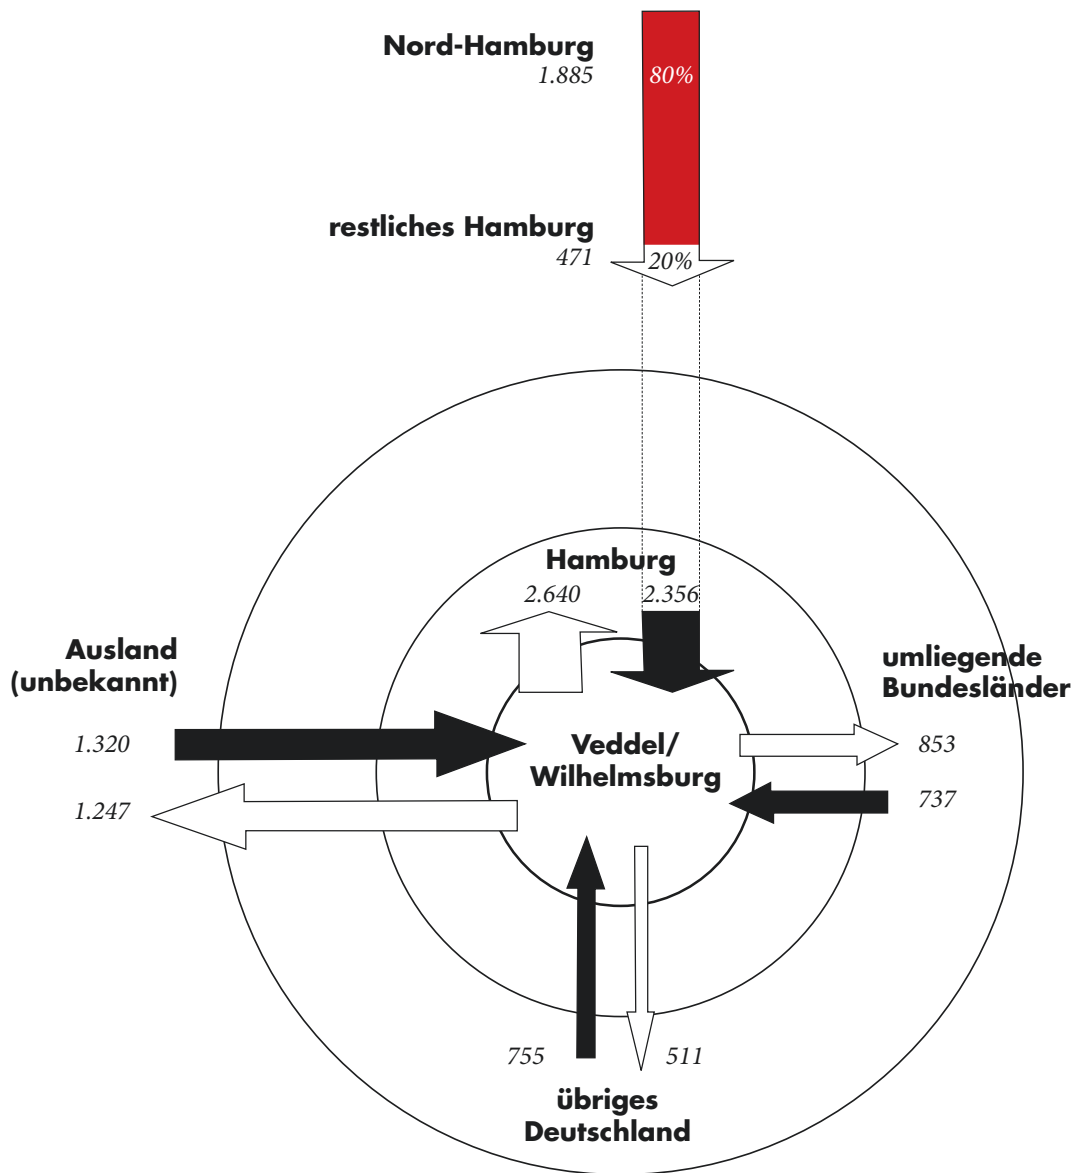 Nord-Hamburg
1.885
80%
restliches Hamburg
471
20%
Hamburg
2.640
2.356
Ausland
(unbekannt)
1.320
1.247
umliegende
Bundesländer
853
737
Veddel/
Wilhelmsburg
755
511
übriges
Deutschland